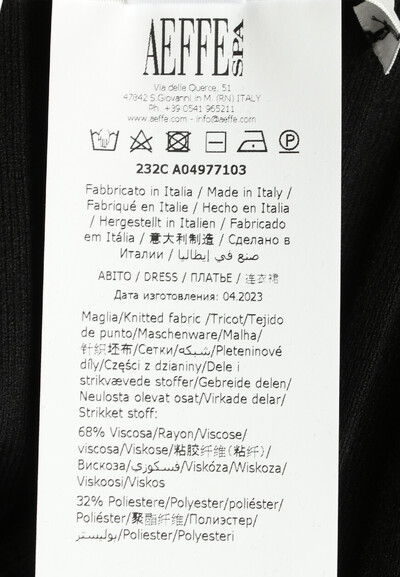 AEFFE SPA
Via delle Querce, 51
47842 S.Giovanni in M. (RN) ITALY
Ph. +39 0541 965211
www.aeffe.com - info@aeffe.com
P
232C A04977103
Fabbricato in Italia / Made in Italy /
Fabriqué en Italie / Hecho en Italia
/ Hergestellt in Italien / Fabricado
em Itália / 意大利制造 / Сделано в
Италии / صنع في إيطاليا
ABITO / DRESS / ПЛАТЬЕ / 连衣裙
Дата изготовления: 04.2023
Maglia/Knitted fabric /Tricot/Tejido
de punto/Maschenware/Malha/
针织坯布/Сетки/شبكه/Pleteninové
díly/Części z dzianiny/Dele i
strikvævede stoffer/Gebreide delen/
Neulosta olevat osat/Virkade delar/
Strikket stoff:
68% Viscosa/Rayon/Viscose/
viscosa/Viskose/粘胶纤维(粘纤)/
Вискоза/فسكوزي/Viskóza/Wiskoza/
Viskoosi/Viskos
32% Poliestere/Polyester/poliéster/
Poliéster/聚酯纤维/Полиэстер/
بوليستر/Polyester/Polyesteri